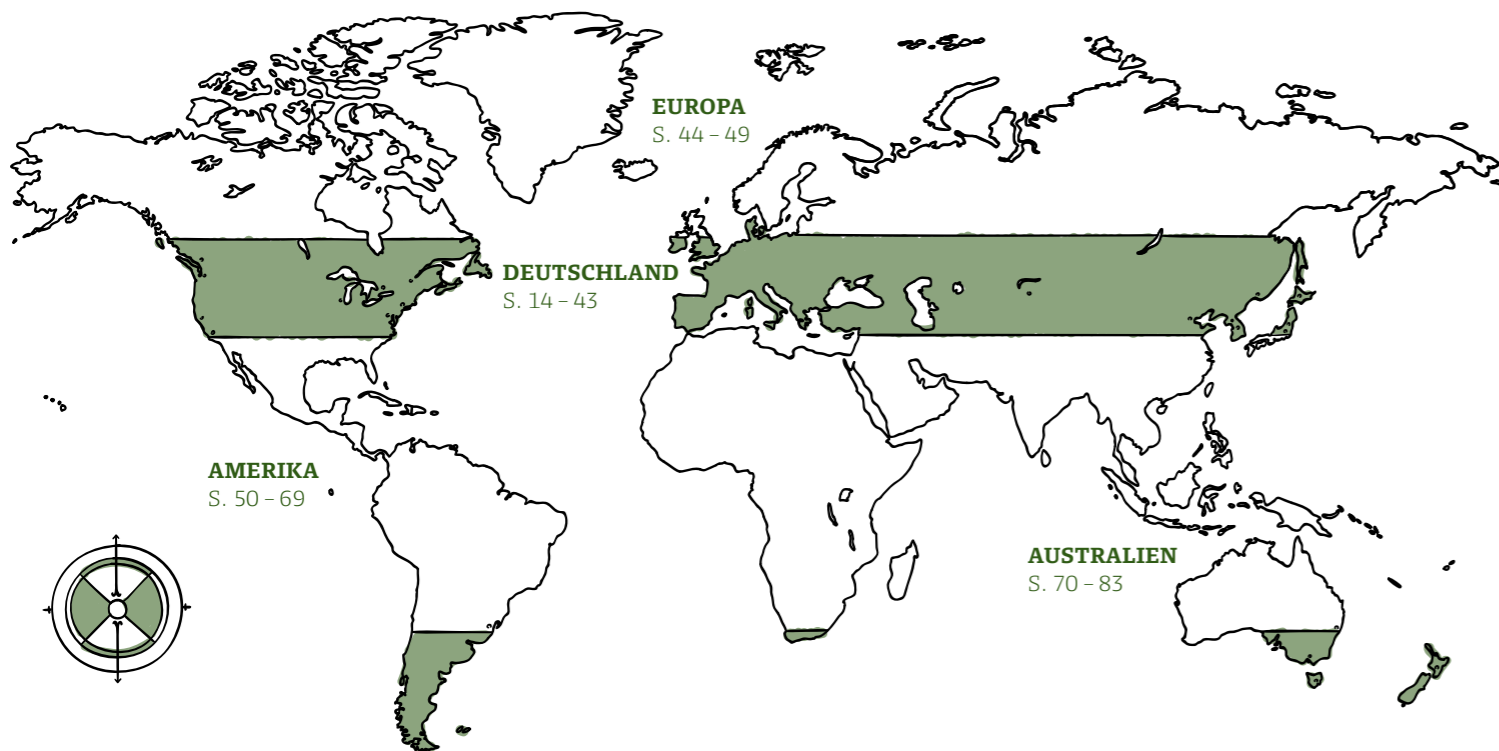 EUROPA
S. 44 – 49
DEUTSCHLAND
S. 14 – 43
AMERIKA
S. 50 – 69
AUSTRALIEN
S. 70 – 83